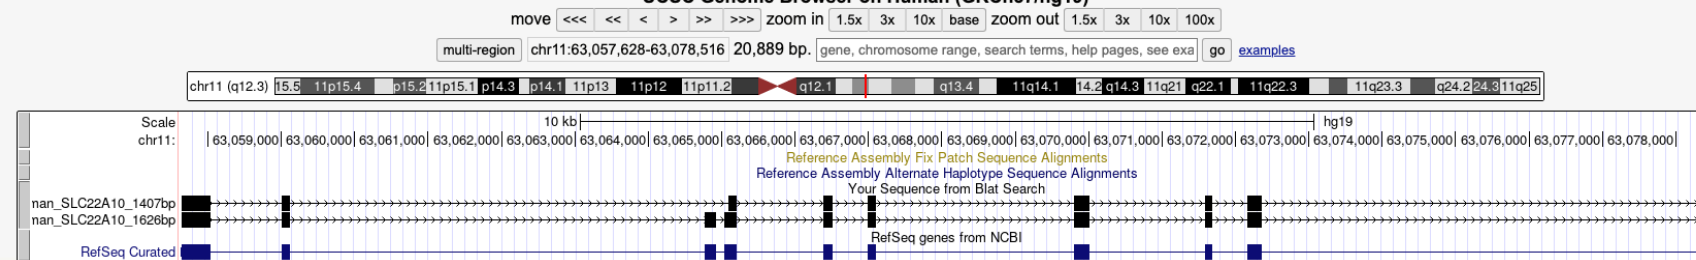 move <<< << < > >> >>> zoom in 1.5x 3x 10x base zoom out 1.5x 3x 10x 100x
multi-region chr11:63,057,628-63,078,516 20,889 bp. gene, chromosome range, search terms, help pages, see exa go examples
chr11 (q12.3) 15.5 11p15.4 p15.2 11p15.1 p14.3 p14.1 11p13 11p12 11p11.2 q12.1 q13.4 11q14.1 14.2 q14.3 11q21 q22.1 11q22.3 11q23.3 q24.2 24.3 11q25
Scale 10 kb hg19
chr11: 63,059,000 63,060,000 63,061,000 63,062,000 63,063,000 63,064,000 63,065,000 63,066,000 63,067,000 63,068,000 63,069,000 63,070,000 63,071,000 63,072,000 63,073,000 63,074,000 63,075,000 63,076,000 63,077,000 63,078,000
Reference Assembly Fix Patch Sequence Alignments
Reference Assembly Alternate Haplotype Sequence Alignments
Your Sequence from Blat Search
man_SLC22A10_1407bp
man_SLC22A10_1626bp
RefSeq genes from NCBI
RefSeq Curated